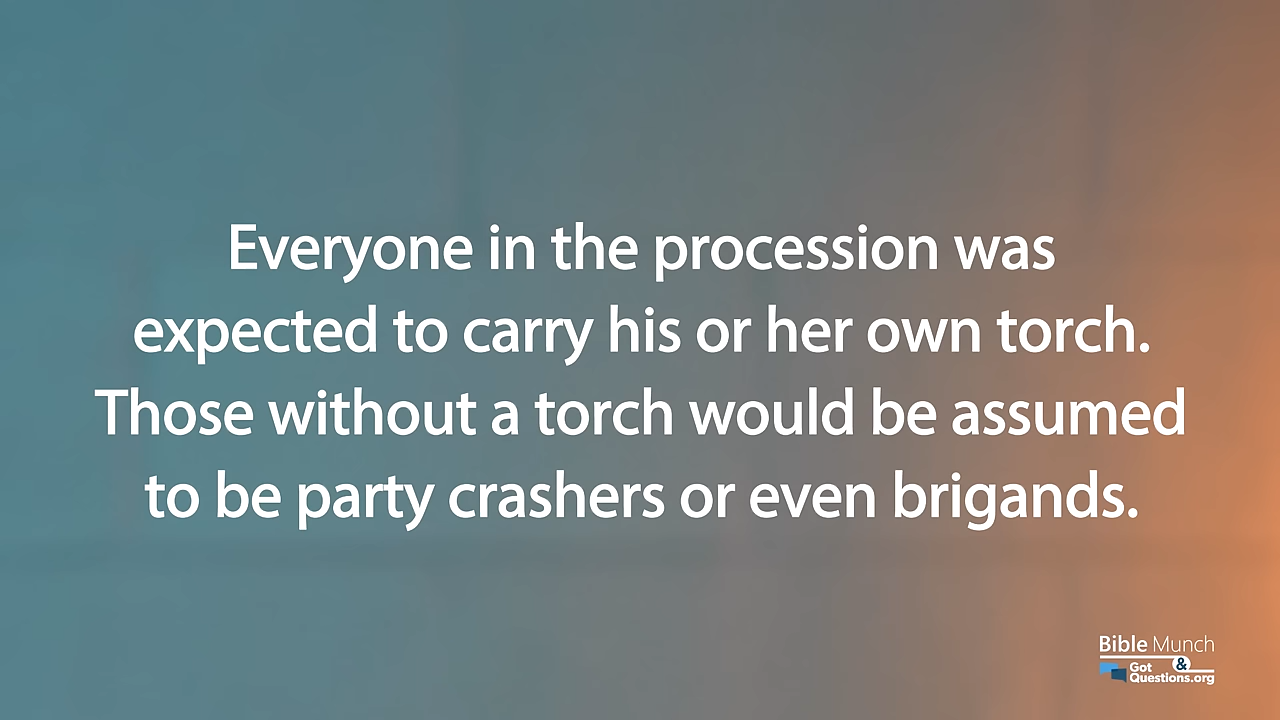 Everyone in the procession was
expected to carry his or her own torch.
Those without a torch would be assumed
to be party crashers or even brigands.
Bible Munch
&
Got
Questions.org